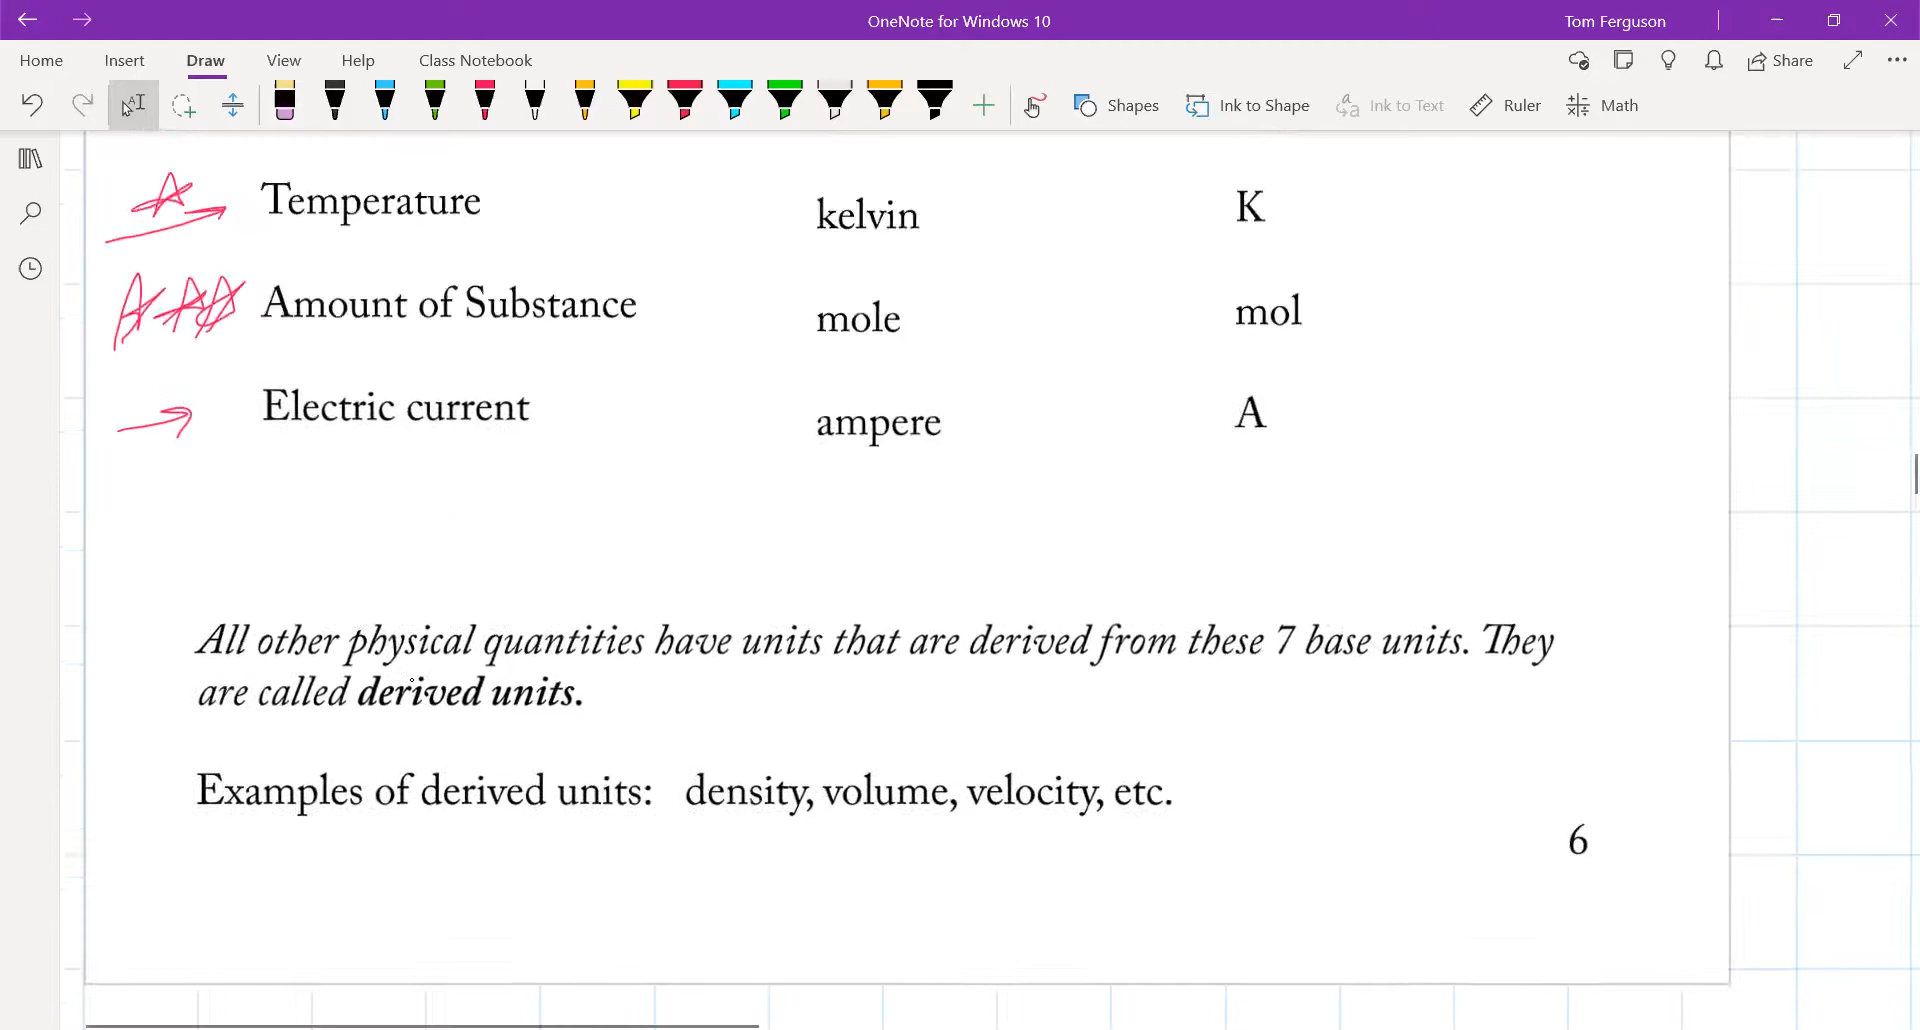 OneNote for Windows 10
Tom Ferguson
Home Insert Draw View Help Class Notebook
Share
Shapes Ink to Shape Ink to Text Ruler Math
Temperature kelvin K
Amount of Substance mole mol
Electric current ampere A
All other physical quantities have units that are derived from these 7 base units. They
are called derived units.
Examples of derived units: density, volume, velocity, etc.
6